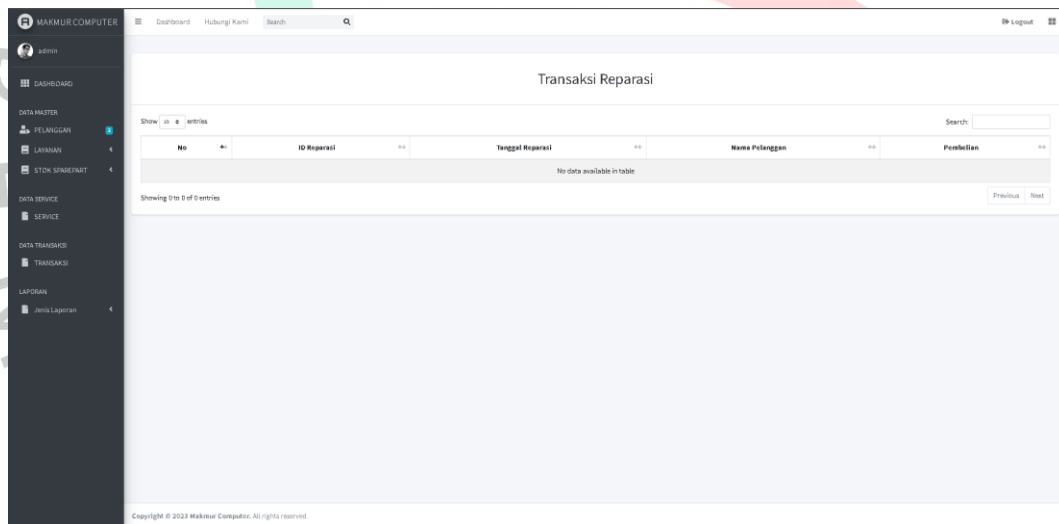 MAKMUR COMPUTER
Dashboard Hubungi Kami Search Logout
admin
DASHBOARD
DATA MASTER
PELANGGAN 2
LAYANAN
STOK SPAREPART
DATA SERVICE
SERVICE
DATA TRANSAKSI
TRANSAKSI
LAPORAN
Jenis Laporan
Transaksi Reparasi
Show 10 entries Search:
No ID Reparasi Tanggal Reparasi Nama Pelanggan Pembelian
No data available in table
Showing 0 to 0 of 0 entries Previous Next
Copyright © 2023 Makmur Computer. All rights reserved.